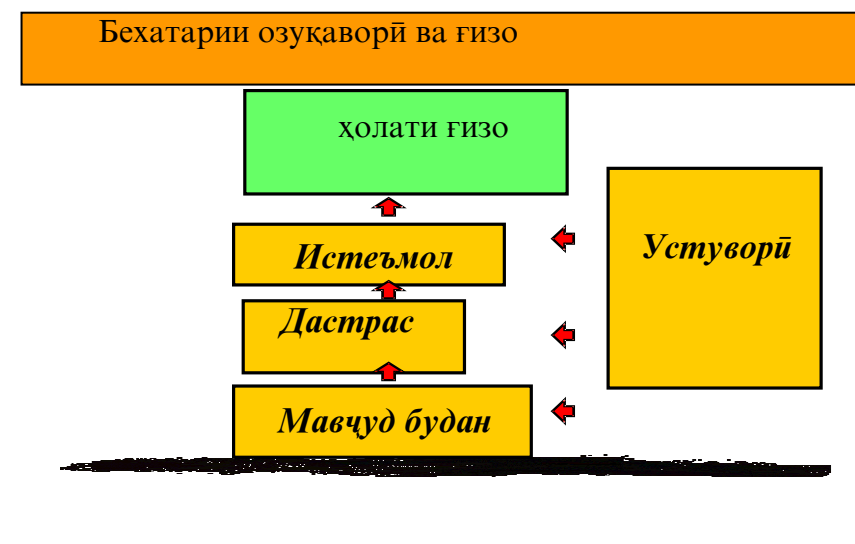 Бехатарии озуқаворӣ ва ғизо
ҳолати ғизо
Устуворӣ
Истеъмол
Дастрас
Мавҷуд будан